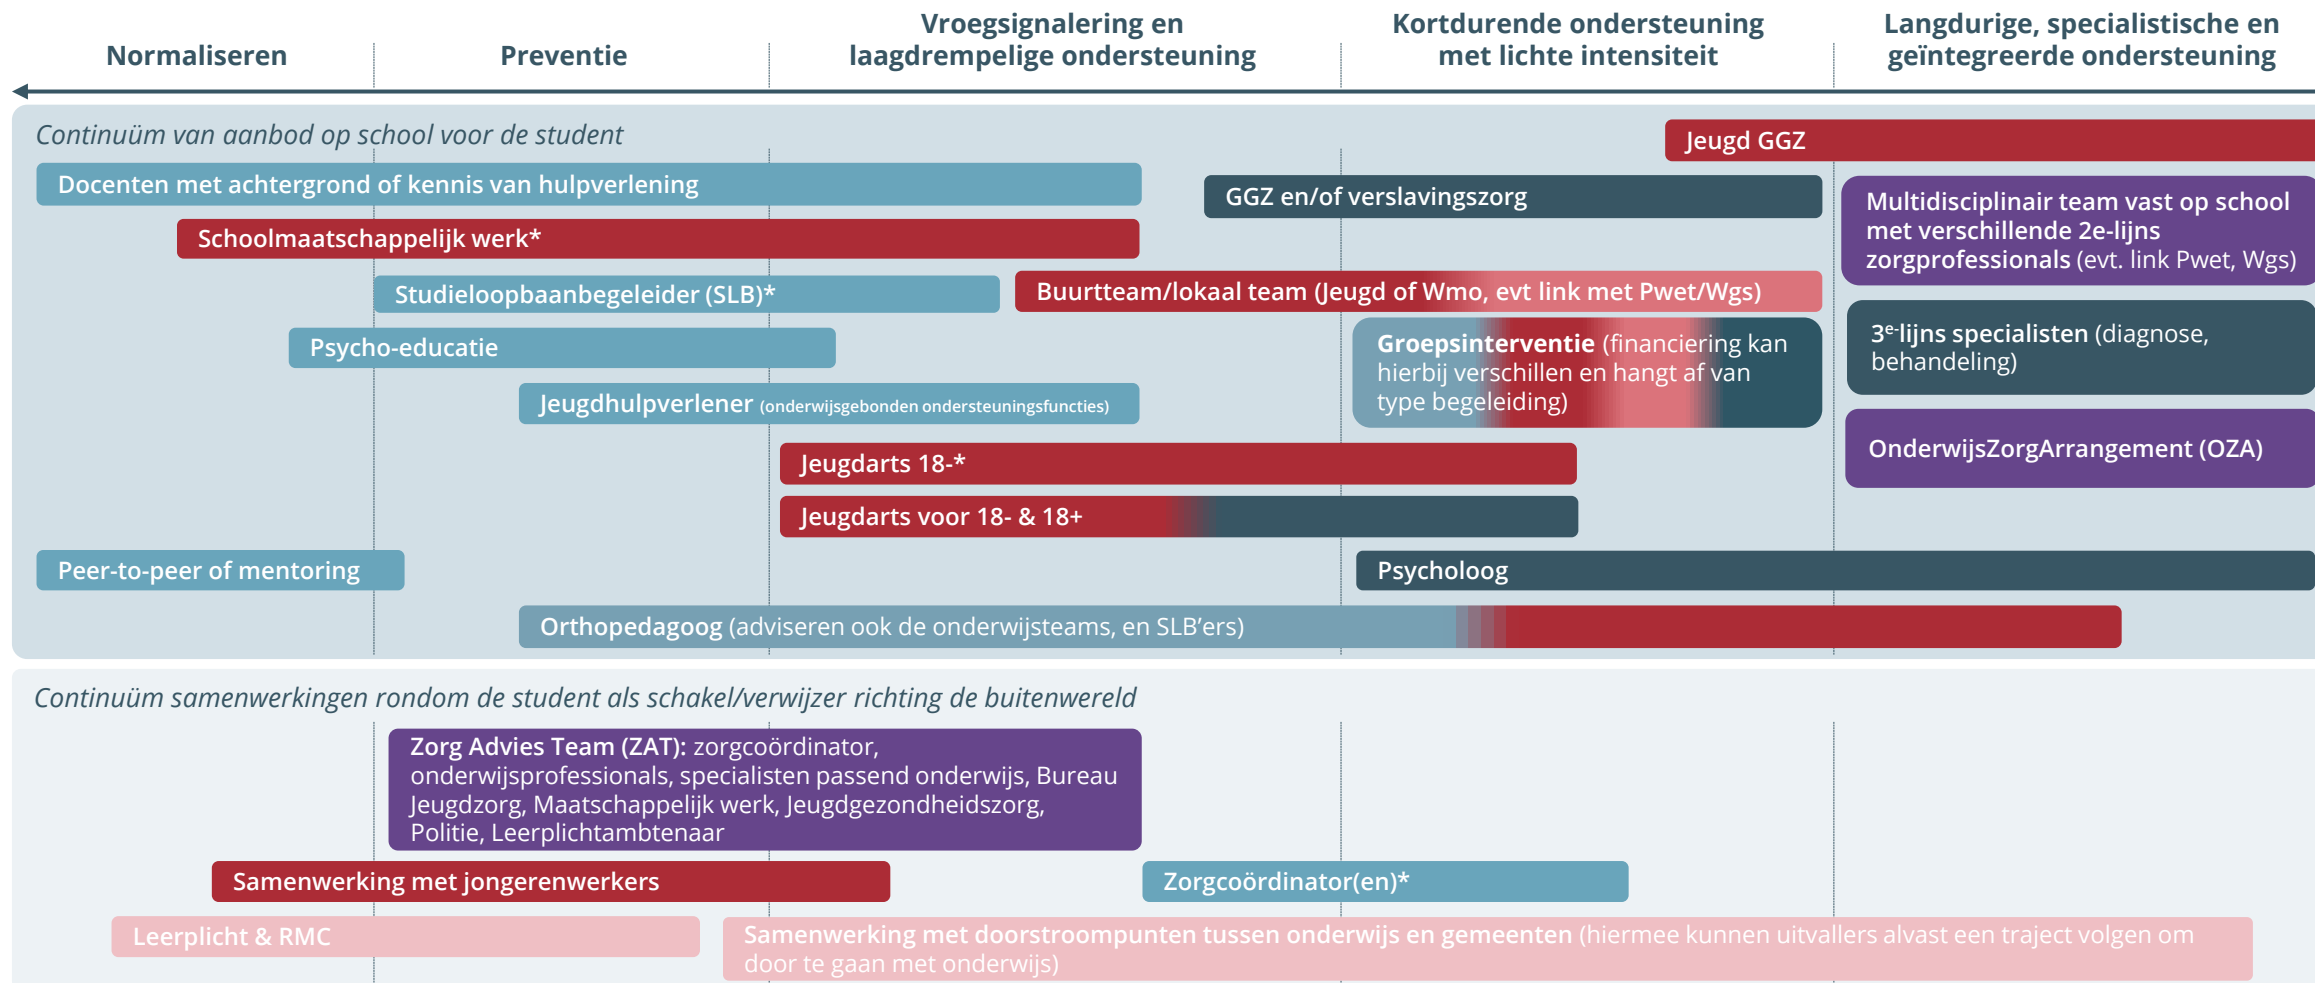 Normaliseren
Preventie
Vroegsignalering en
laagdrempelige ondersteuning
Kortdurende ondersteuning
met lichte intensiteit
Langdurige, specialistische en
geïntegreerde ondersteuning
Continuüm van aanbod op school voor de student
Jeugd GGZ
Docenten met achtergrond of kennis van hulpverlening
GGZ en/of verslavingszorg
Multidisciplinair team vast op school
met verschillende 2e-lijns
zorgprofessionals (evt. link Pwet, Wgs)
Schoolmaatschappelijk werk*
Studieloopbaanbegeleider (SLB)*
Buurtteam/lokaal team (Jeugd of Wmo, evt link met Pwet/Wgs)
Psycho-educatie
Groepsinterventie (financiering kan
hierbij verschillen en hangt af van
type begeleiding)
3e-lijns specialisten (diagnose,
behandeling)
Jeugdhulpverlener (onderwijsgebonden ondersteuningsfuncties)
Jeugdarts 18-*
OnderwijsZorgArrangement (OZA)
Jeugdarts voor 18- & 18+
Peer-to-peer of mentoring
Psycholoog
Orthopedagoog (adviseren ook de onderwijsteams, en SLB’ers)
Continuüm samenwerkingen rondom de student als schakel/verwijzer richting de buitenwereld
Zorg Advies Team (ZAT): zorgcoördinator,
onderwijsprofessionals, specialisten passend onderwijs, Bureau
Jeugdzorg, Maatschappelijk werk, Jeugdgezondheidszorg,
Politie, Leerplichtambtenaar
Samenwerking met jongerenwerkers
Zorgcoördinator(en)*
Leerplicht & RMC
Samenwerking met doorstroompunten tussen onderwijs en gemeenten (hiermee kunnen uitvallers alvast een traject volgen om
door te gaan met onderwijs)